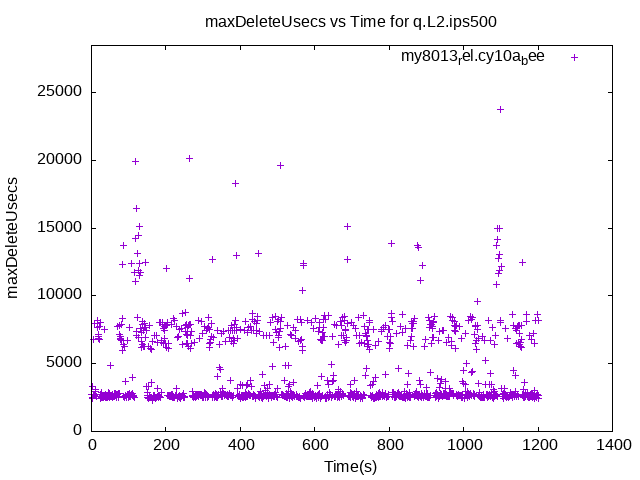 maxDeleteUsecs vs Time for q.L2.ips500
my8013rel.cy10abee
25000
20000
15000
10000
5000
0
maxDeleteUsecs
0 200 400 600 800 1000 1200 1400
Time(s)